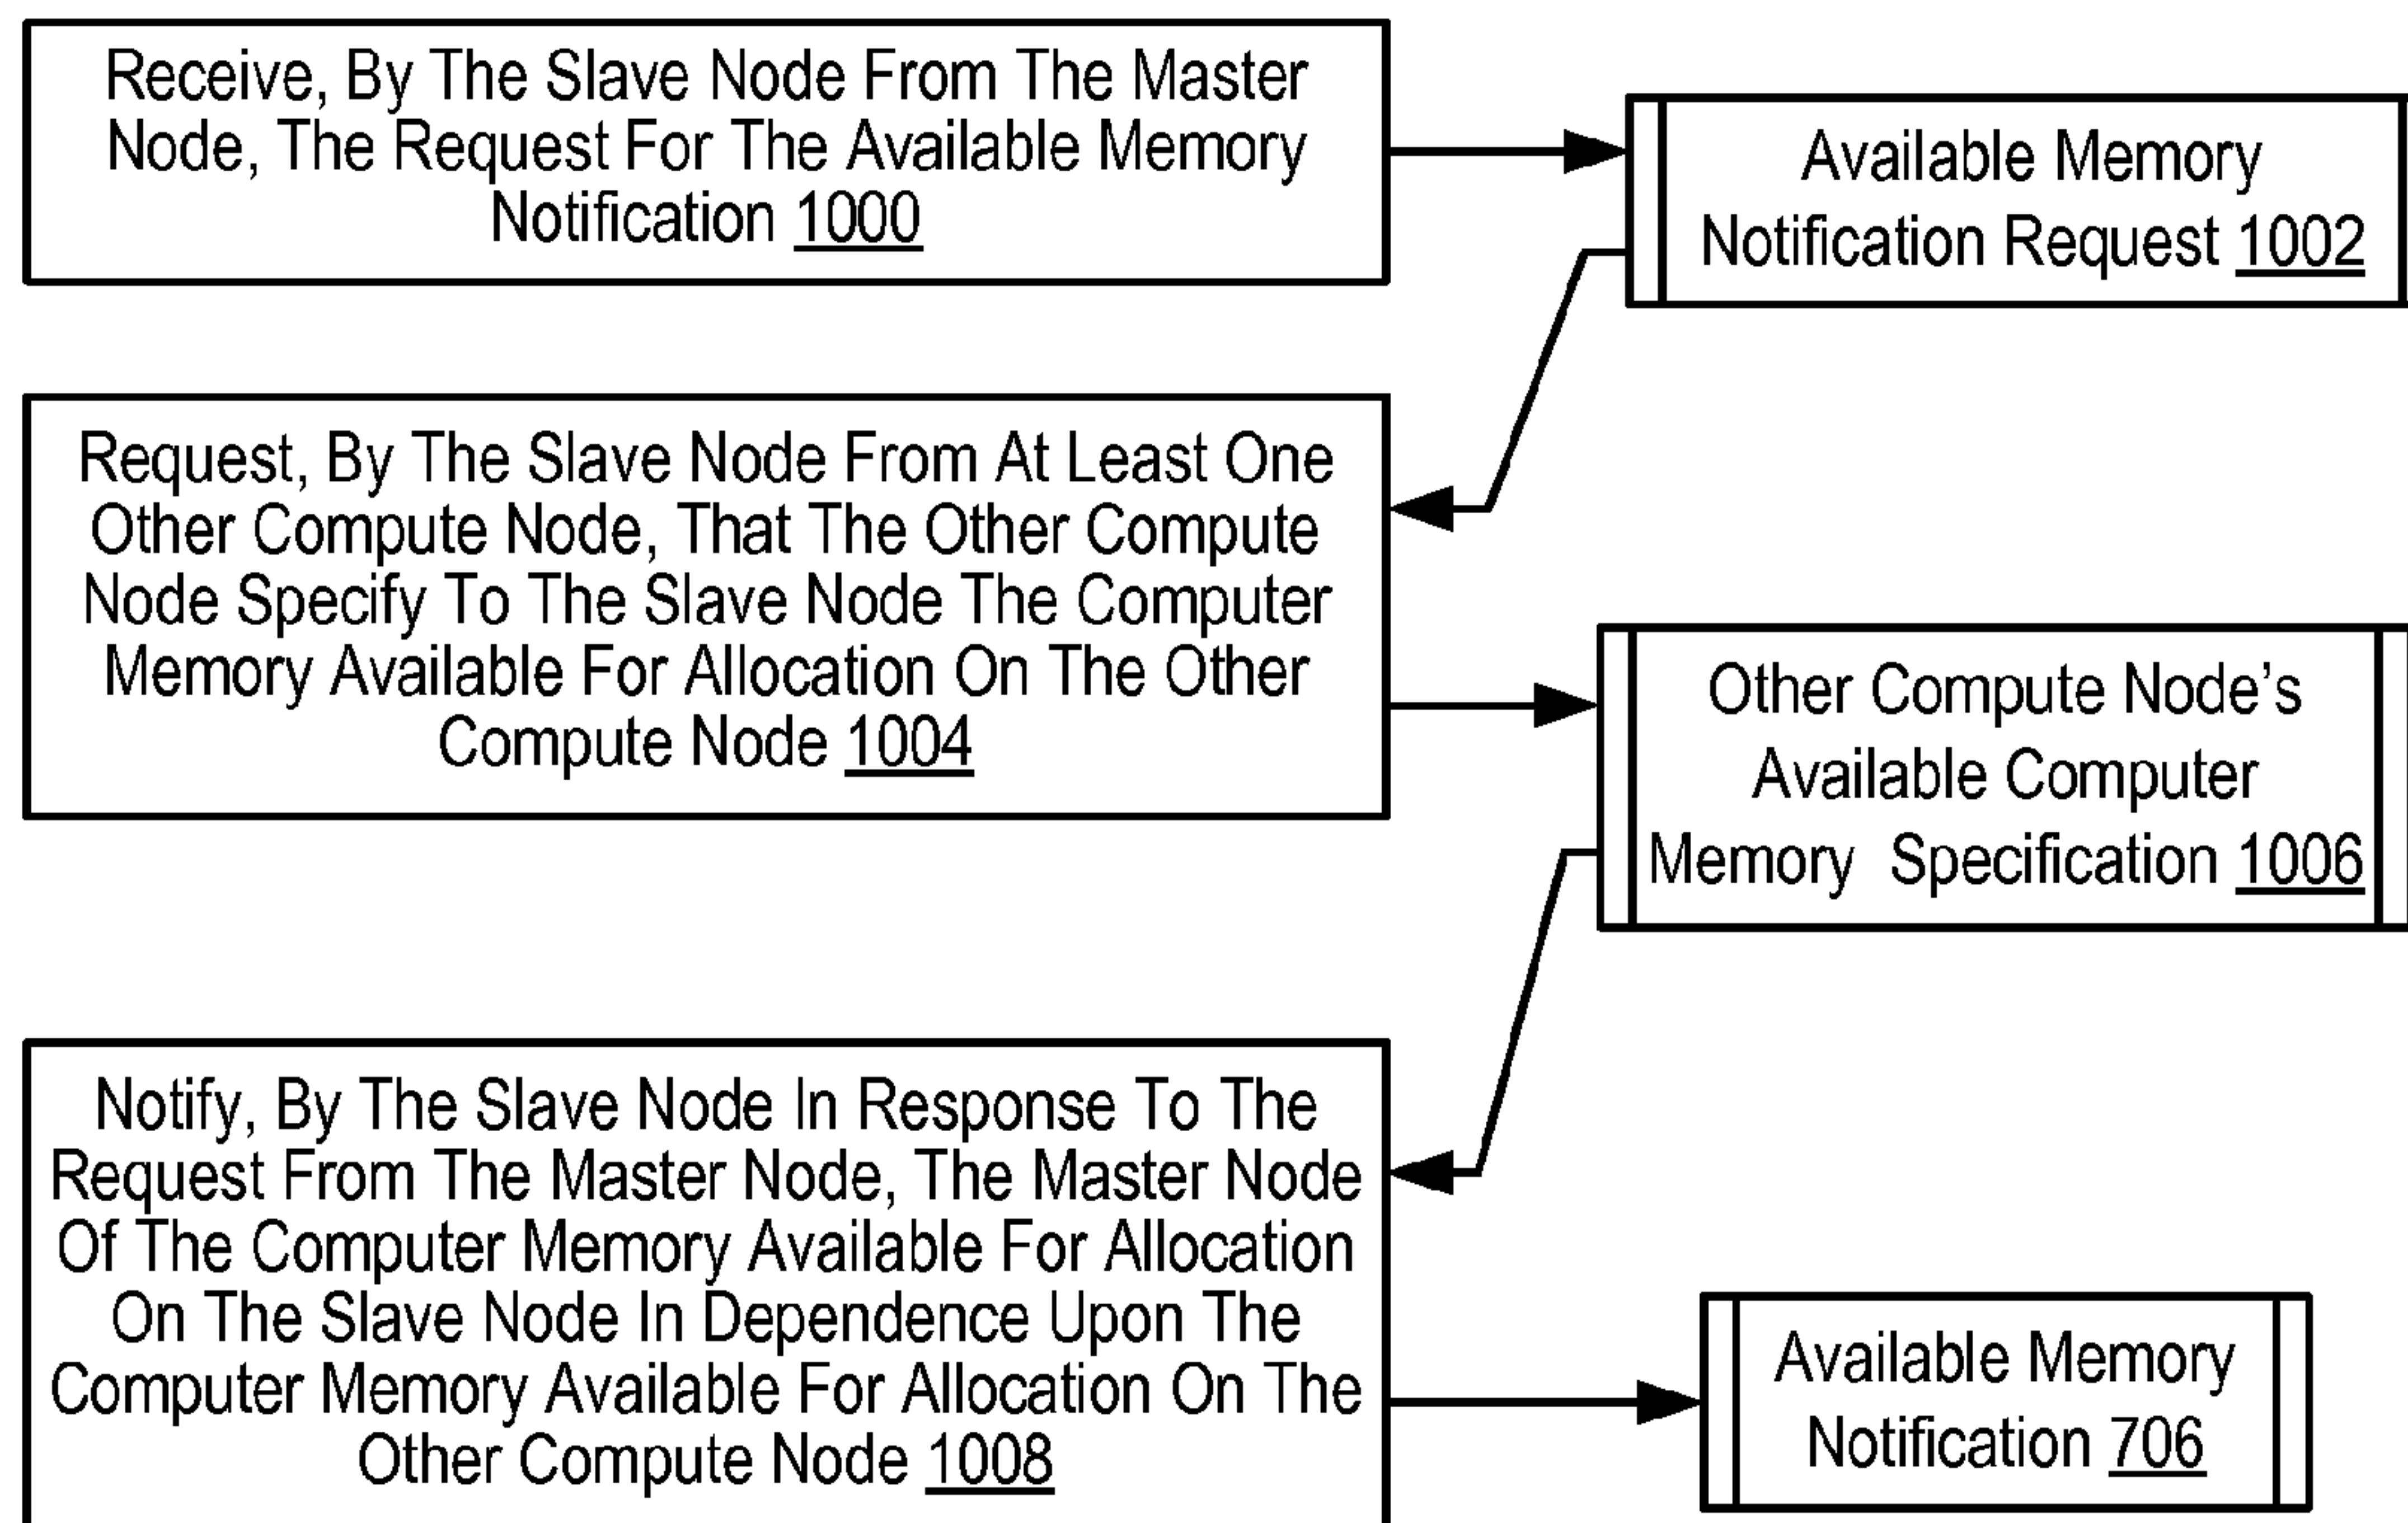 Receive, By The Slave Node From The Master
Node, The Request For The Available Memory
Notification 1000
Available Memory
Notification Request 1002
Request, By The Slave Node From At Least One
Other Compute Node, That The Other Compute
Node Specify To The Slave Node The Computer
Memory Available For Allocation On The Other
Compute Node 1004
Other Compute Node’s
Available Computer
Memory Specification 1006
Notify, By The Slave Node In Response To The
Request From The Master Node, The Master Node
Of The Computer Memory Available For Allocation
On The Slave Node In Dependence Upon The
Computer Memory Available For Allocation On The
Other Compute Node 1008
Available Memory
Notification 706